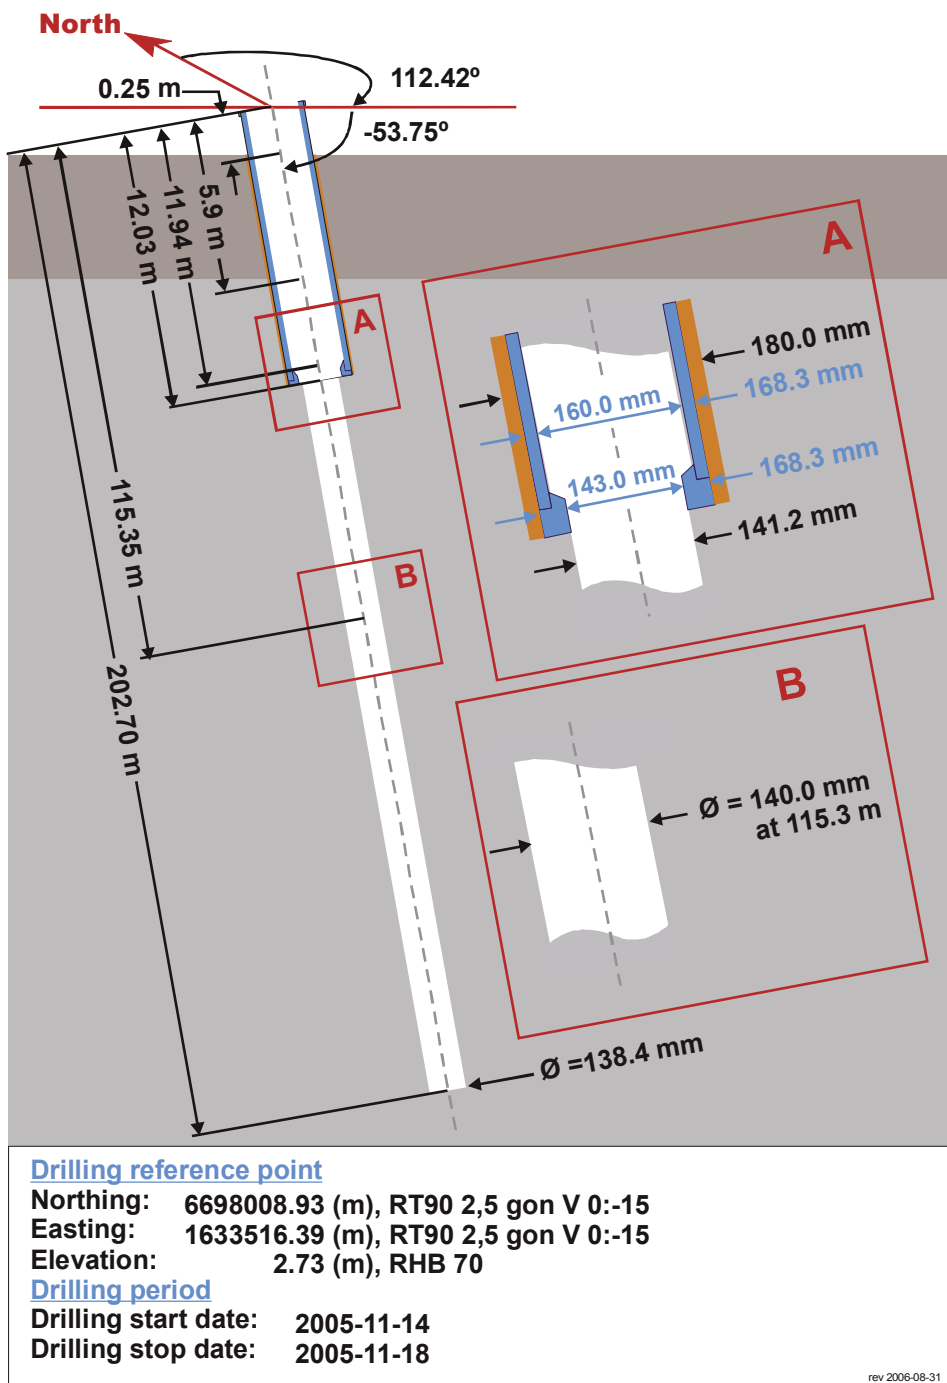 North
0.25 m
112.42º
-53.75º
5.9 m
11.94 m
12.03 m
115.35 m
202.70 m
A
B
A
180.0 mm
168.3 mm
160.0 mm
168.3 mm
143.0 mm
141.2 mm
B
Ø = 140.0 mm
at 115.3 m
Ø =138.4 mm
Drilling reference point
Northing: 6698008.93 (m), RT90 2,5 gon V 0:-15
Easting: 1633516.39 (m), RT90 2,5 gon V 0:-15
Elevation: 2.73 (m), RHB 70
Drilling period
Drilling start date: 2005-11-14
Drilling stop date: 2005-11-18
rev 2006-08-31